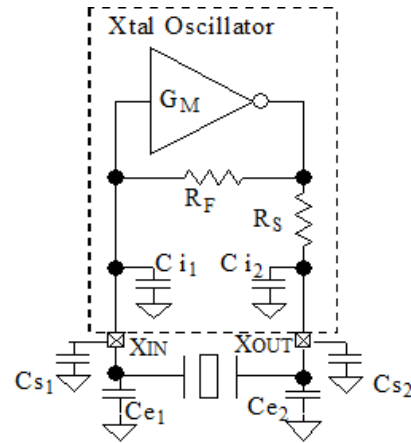 Xtal Oscillator
GM
RF
RS
Ci1 Ci2
XIN XOUT
Cs1 Cs2
Ce1 Ce2